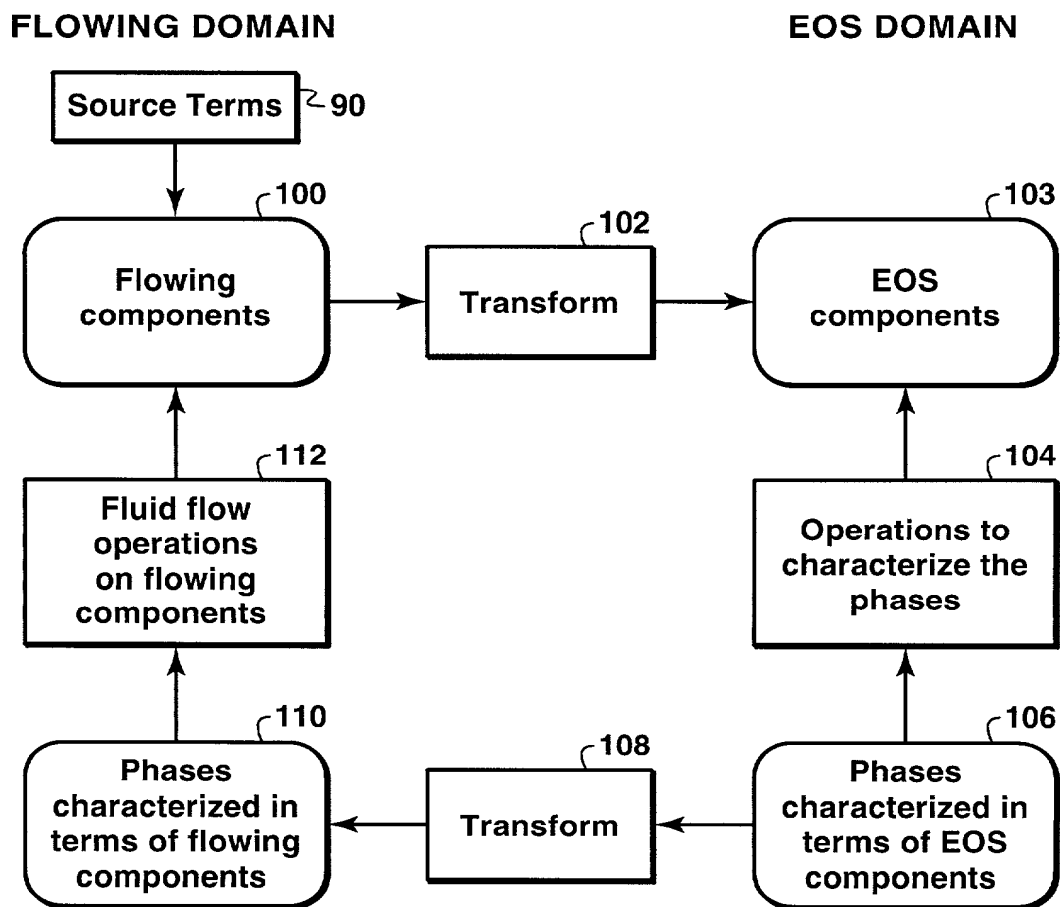 FLOWING DOMAIN
EOS DOMAIN
Source Terms
90
100
103
102
Flowing
components
Transform
EOS
components
112
104
Fluid flow
operations
on flowing
components
Operations to
characterize the
phases
110
108
106
Phases
characterized in
terms of flowing
components
Transform
Phases
characterized in
terms of EOS
components